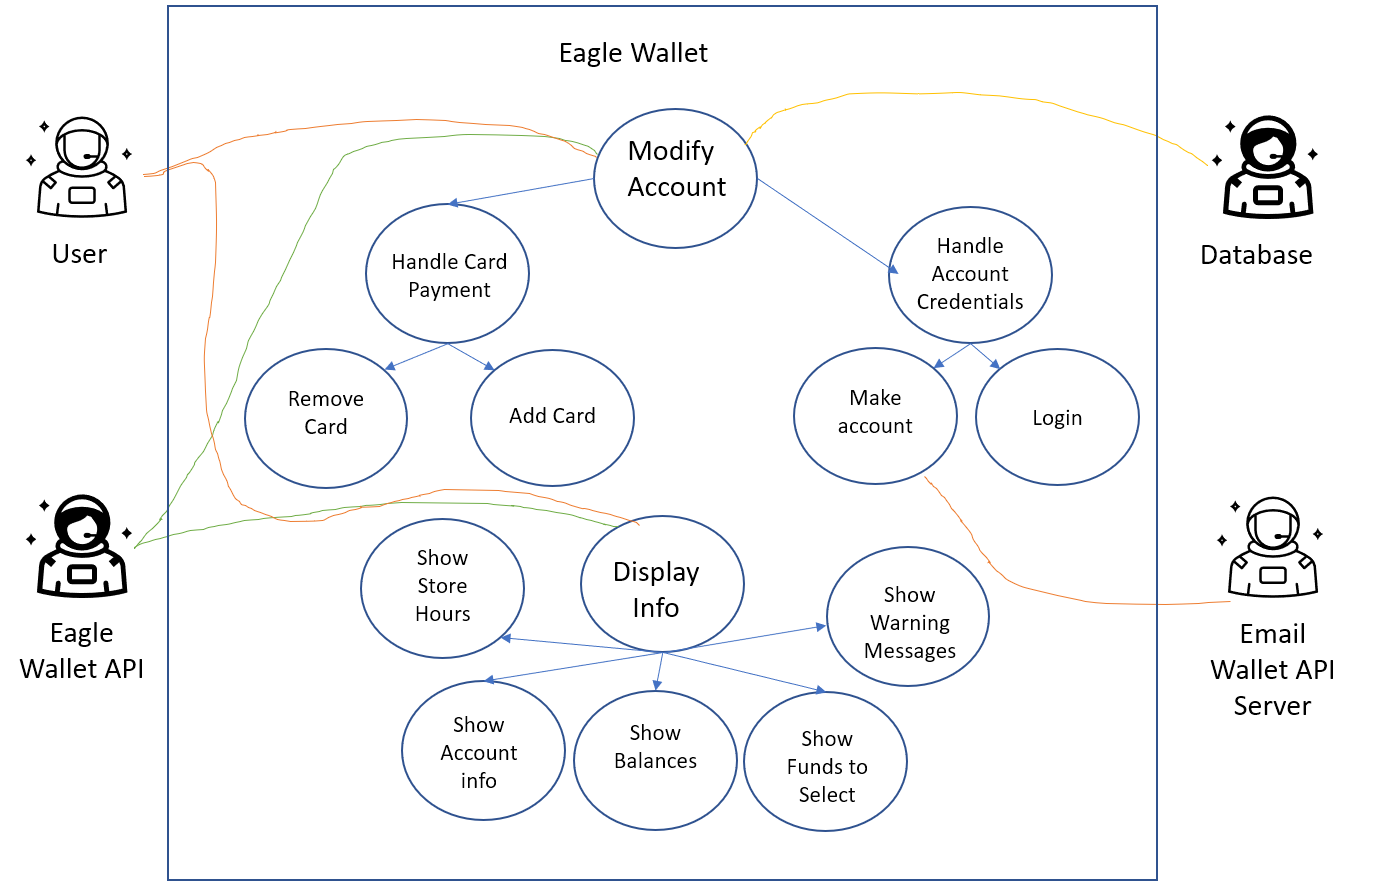 Eagle Wallet
Modify
Account
User
Database
Handle Card
Payment
Handle
Account
Credentials
Remove
Card
Add Card
Make
account
Login
Eagle
Wallet API
Show
Store
Hours
Display
Info
Show
Warning
Messages
Email
Wallet API
Server
Show
Account
info
Show
Balances
Show
Funds to
Select